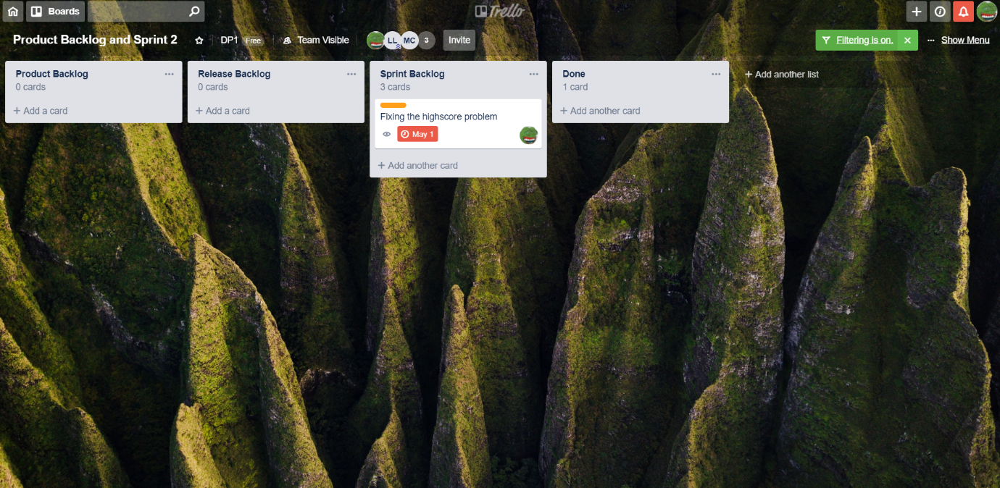 Boards
Trello
Product Backlog and Sprint 2
DP1 Free
Team Visible
LL
MC
3
Invite
Filtering is on.
Show Menu
Product Backlog
0 cards
+ Add a card
Release Backlog
0 cards
+ Add a card
Sprint Backlog
3 cards
Fixing the highscore problem
May 1
+ Add another card
Done
1 card
+ Add another card
+ Add another list